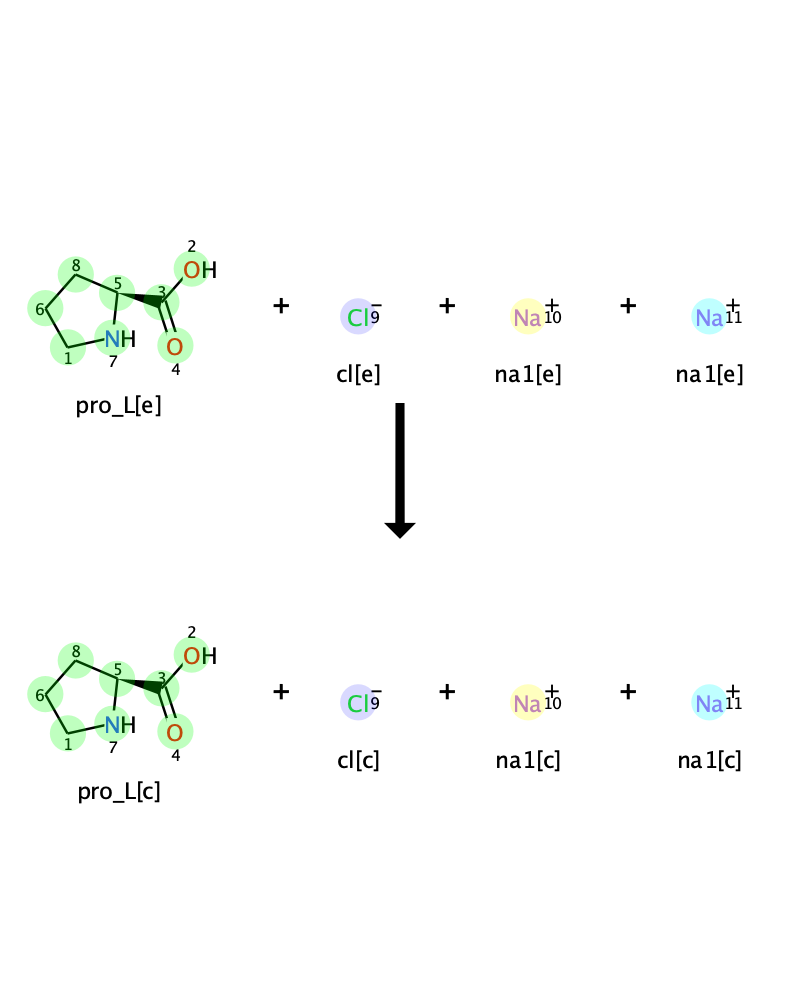 2
8 5 3 OH
6 + Cl⁻ 9 + Na⁺ 10 + Na⁺ 11
1 NH 7 O 4
cl[e] na1[e] na1[e]
pro_L[e]
2
8 5 3 OH
6 + Cl⁻ 9 + Na⁺ 10 + Na⁺ 11
1 NH 7 O 4
cl[c] na1[c] na1[c]
pro_L[c]